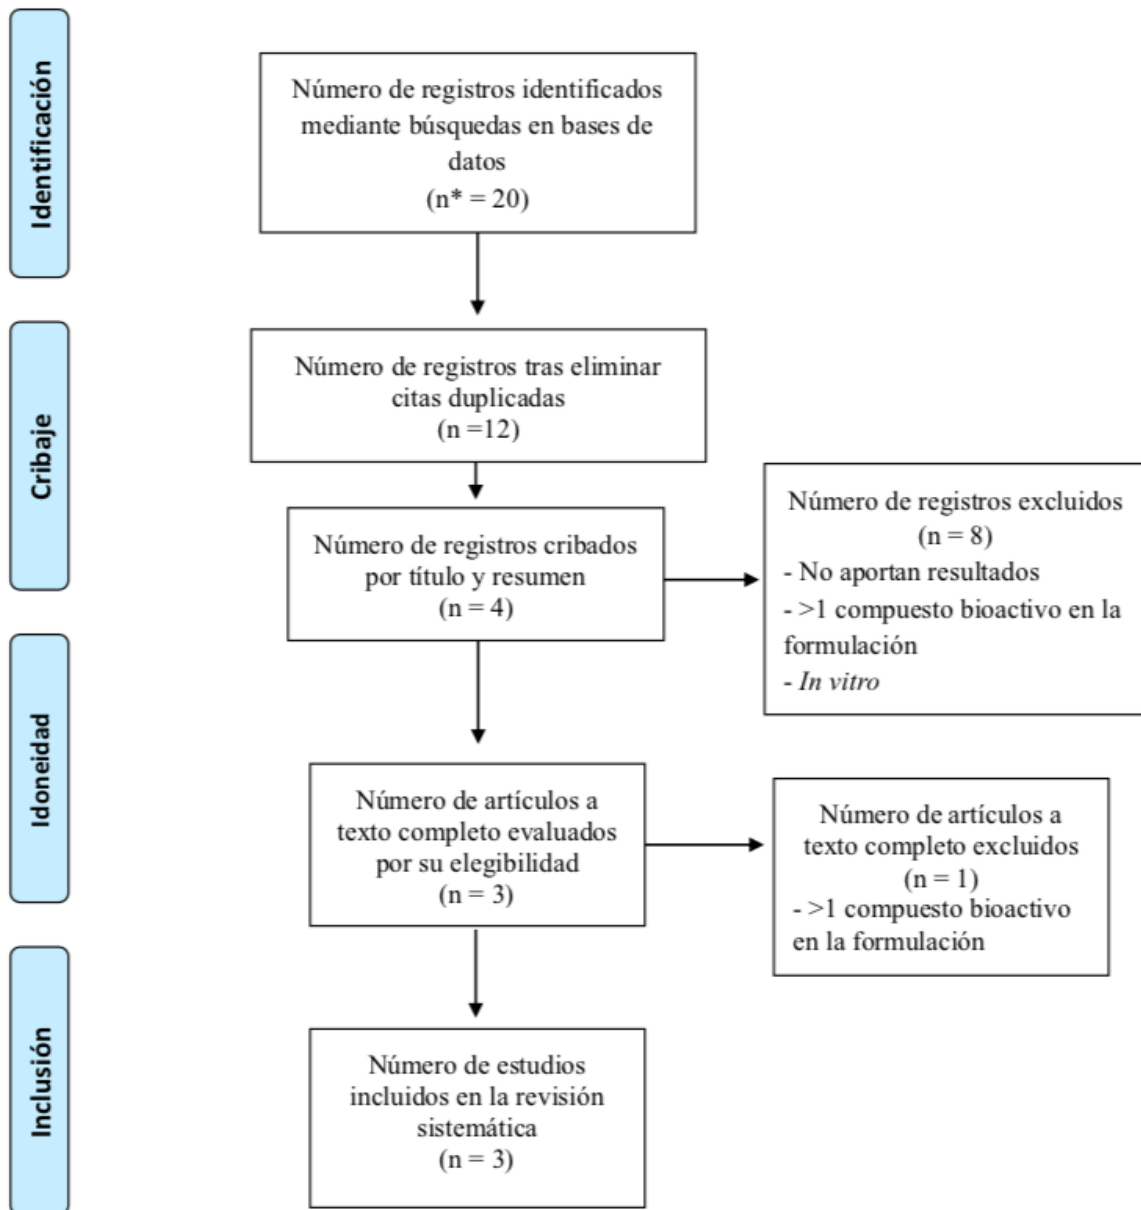 Identificación
Número de registros identificados
mediante búsquedas en bases de
datos
(n* = 20)
Cribaje
Número de registros tras eliminar
citas duplicadas
(n =12)
Número de registros cribados
por título y resumen
(n = 4)
Número de registros excluidos
(n = 8)
- No aportan resultados
- >1 compuesto bioactivo en la
formulación
- In vitro
Idoneidad
Número de artículos a
texto completo evaluados
por su elegibilidad
(n = 3)
Número de artículos a
texto completo excluidos
(n = 1)
- >1 compuesto bioactivo
en la formulación
Inclusión
Número de estudios
incluidos en la revisión
sistemática
(n = 3)